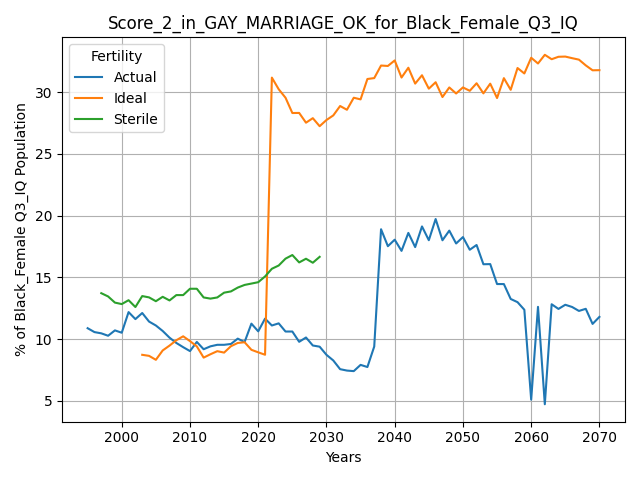 Score_2_in_GAY_MARRIAGE_OK_for_Black_Female_Q3_IQ
Fertility
Actual
Ideal
Sterile
% of Black_Female Q3_IQ Population
30
25
20
15
10
5
2000 2010 2020 2030 2040 2050 2060 2070
Years